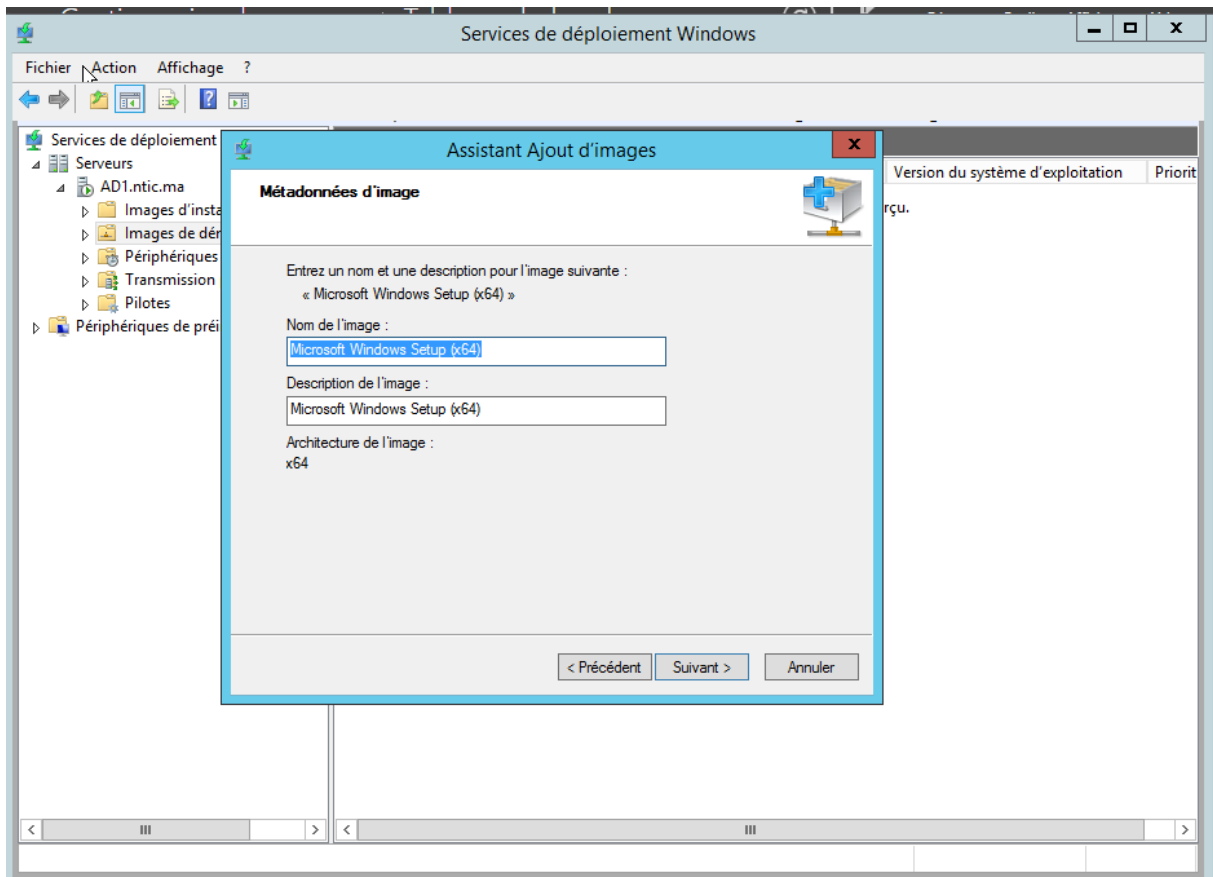 Services de déploiement Windows
Fichier Action Affichage ?
Services de déploiement
Serveurs
AD1.ntic.ma
Images d'insta
Images de dér
Périphériques
Transmission
Pilotes
Périphériques de préi
Version du système d'exploitation Priorit
rçu.
Assistant Ajout d'images
Métadonnées d'image
Entrez un nom et une description pour l'image suivante :
« Microsoft Windows Setup (x64) »
Nom de l'image :
Microsoft Windows Setup (x64)
Description de l'image :
Microsoft Windows Setup (x64)
Architecture de l'image :
x64
< Précédent Suivant > Annuler